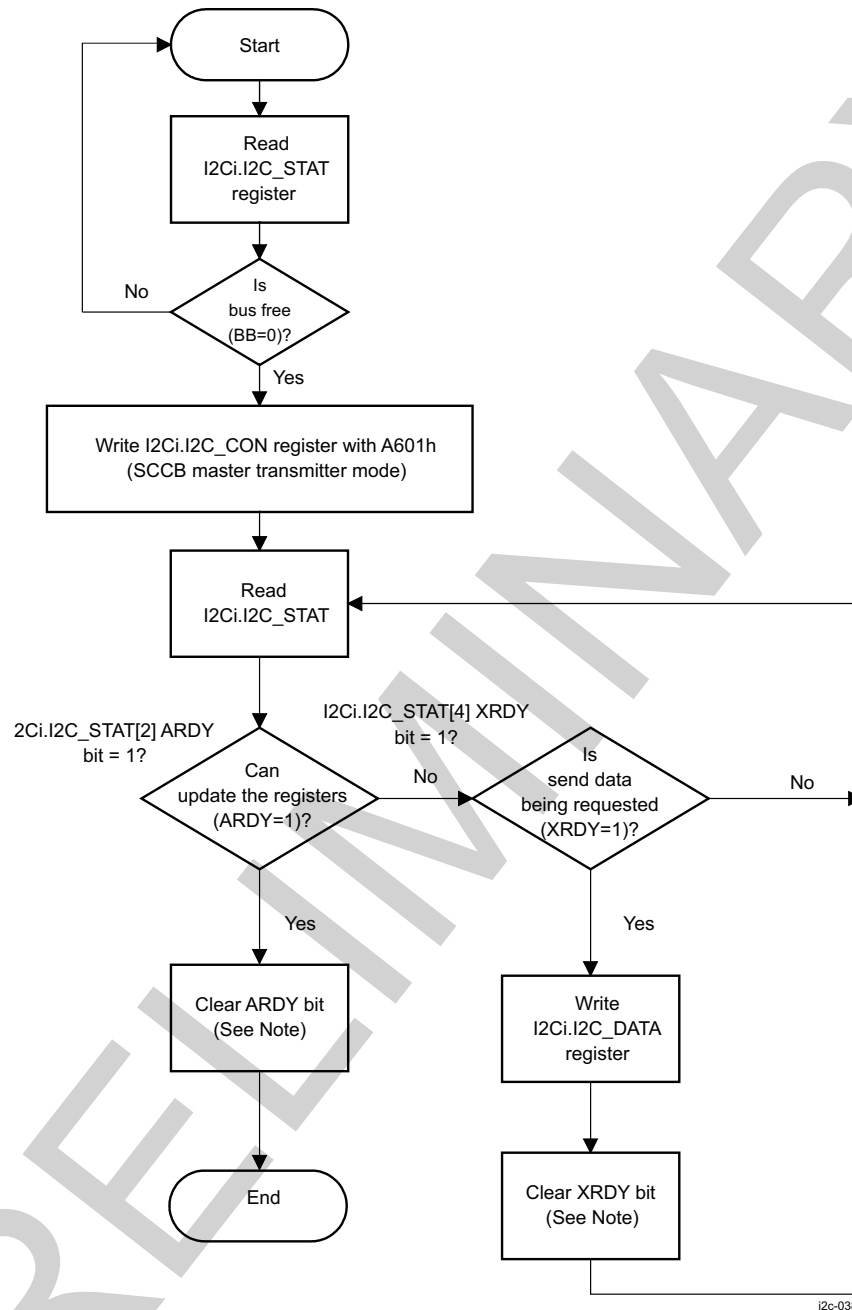 Start
Read
I2Ci.I2C_STAT
register
Is
bus free
(BB=0)?
No
Yes
Write I2Ci.I2C_CON register with A601h
(SCCB master transmitter mode)
Read
I2Ci.I2C_STAT
2Ci.I2C_STAT[2] ARDY
bit = 1?
I2Ci.I2C_STAT[4] XRDY
bit = 1?
Can
update the registers
(ARDY=1)?
No
Is
send data
being requested
(XRDY=1)?
No
Yes
Yes
Clear ARDY bit
(See Note)
Write
I2Ci.I2C_DATA
register
End
Clear XRDY bit
(See Note)
i2c-03
RELIMINAR